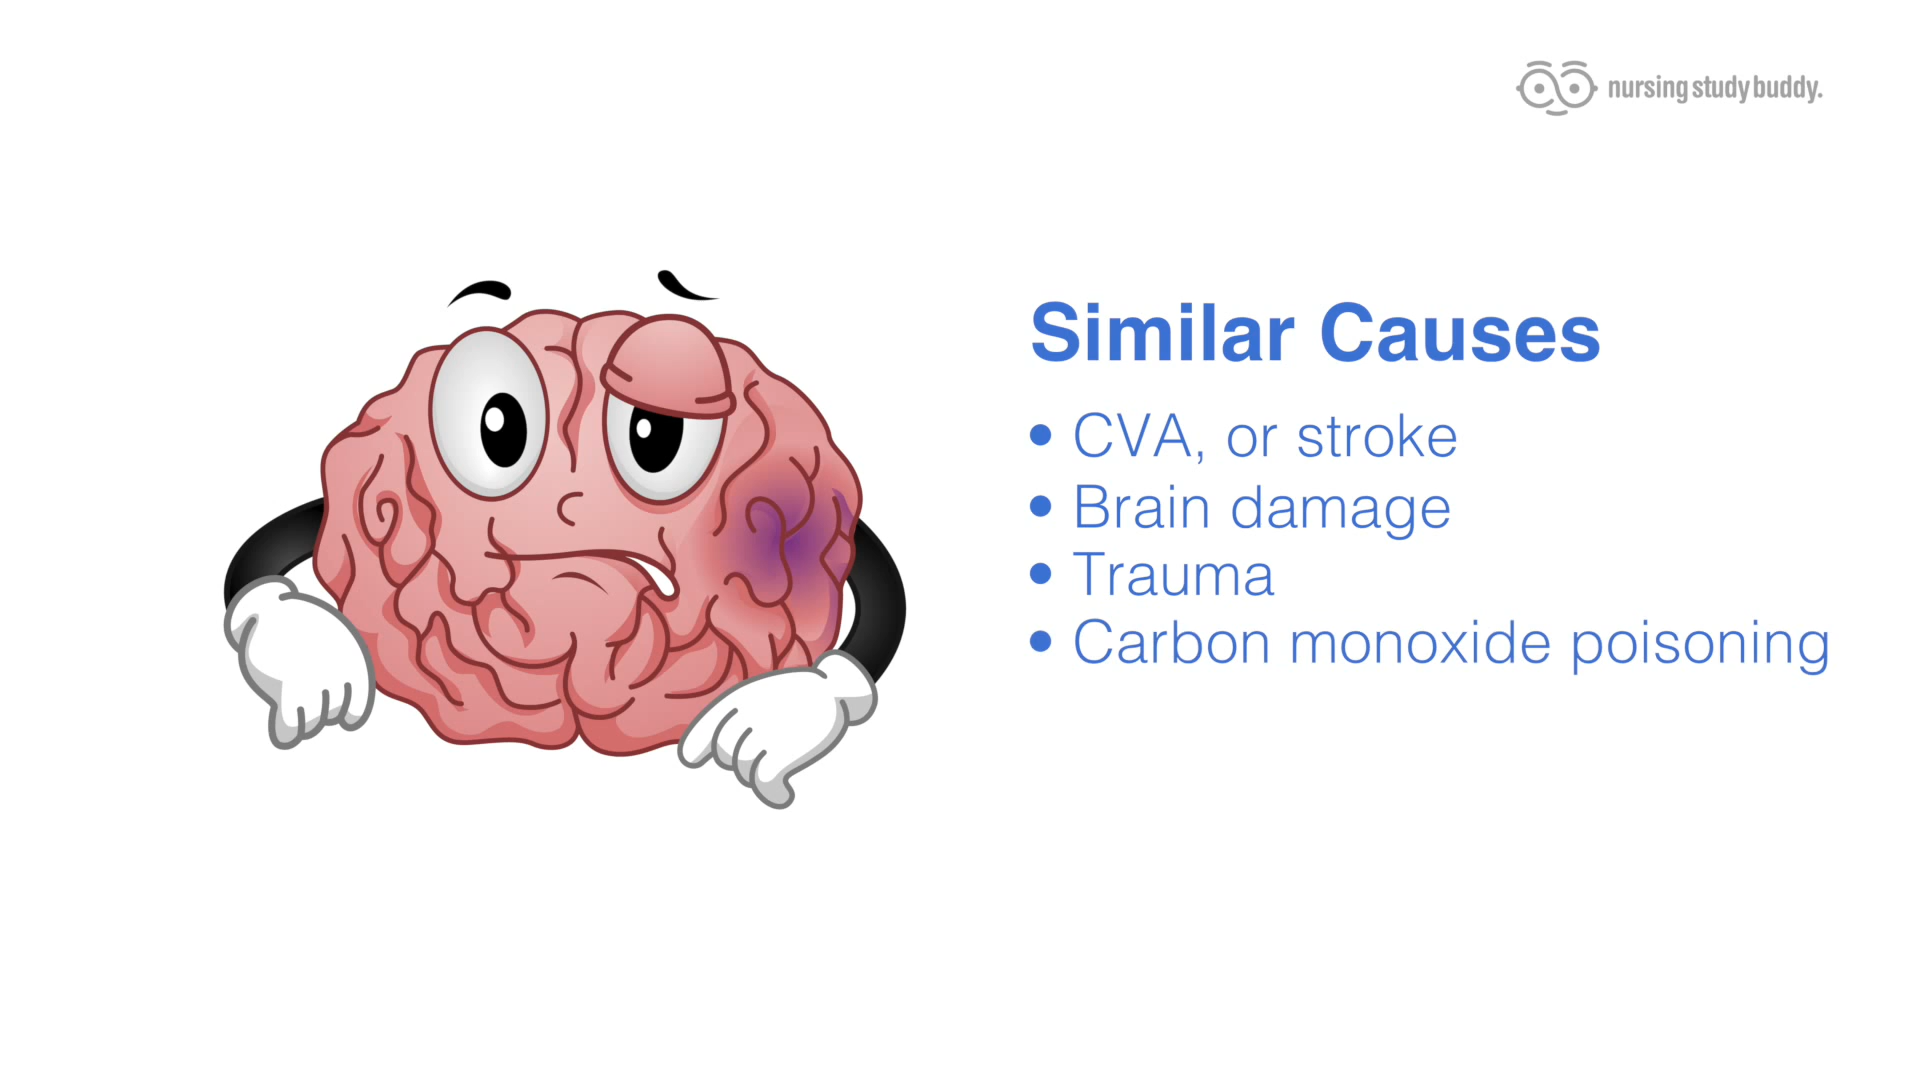 nursing study buddy.
Similar Causes
• CVA, or stroke
• Brain damage
• Trauma
• Carbon monoxide poisoning